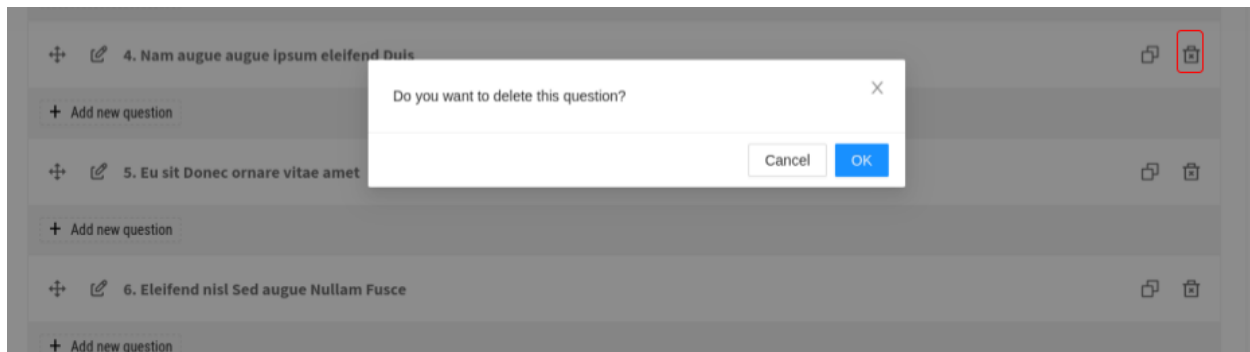 4. Nam augue augue ipsum eleifend Duis
Do you want to delete this question?
+ Add new question
Cancel
OK
5. Eu sit Donec ornare vitae amet
+ Add new question
6. Eleifend nisl Sed augue Nullam Fusce
+ Add new question